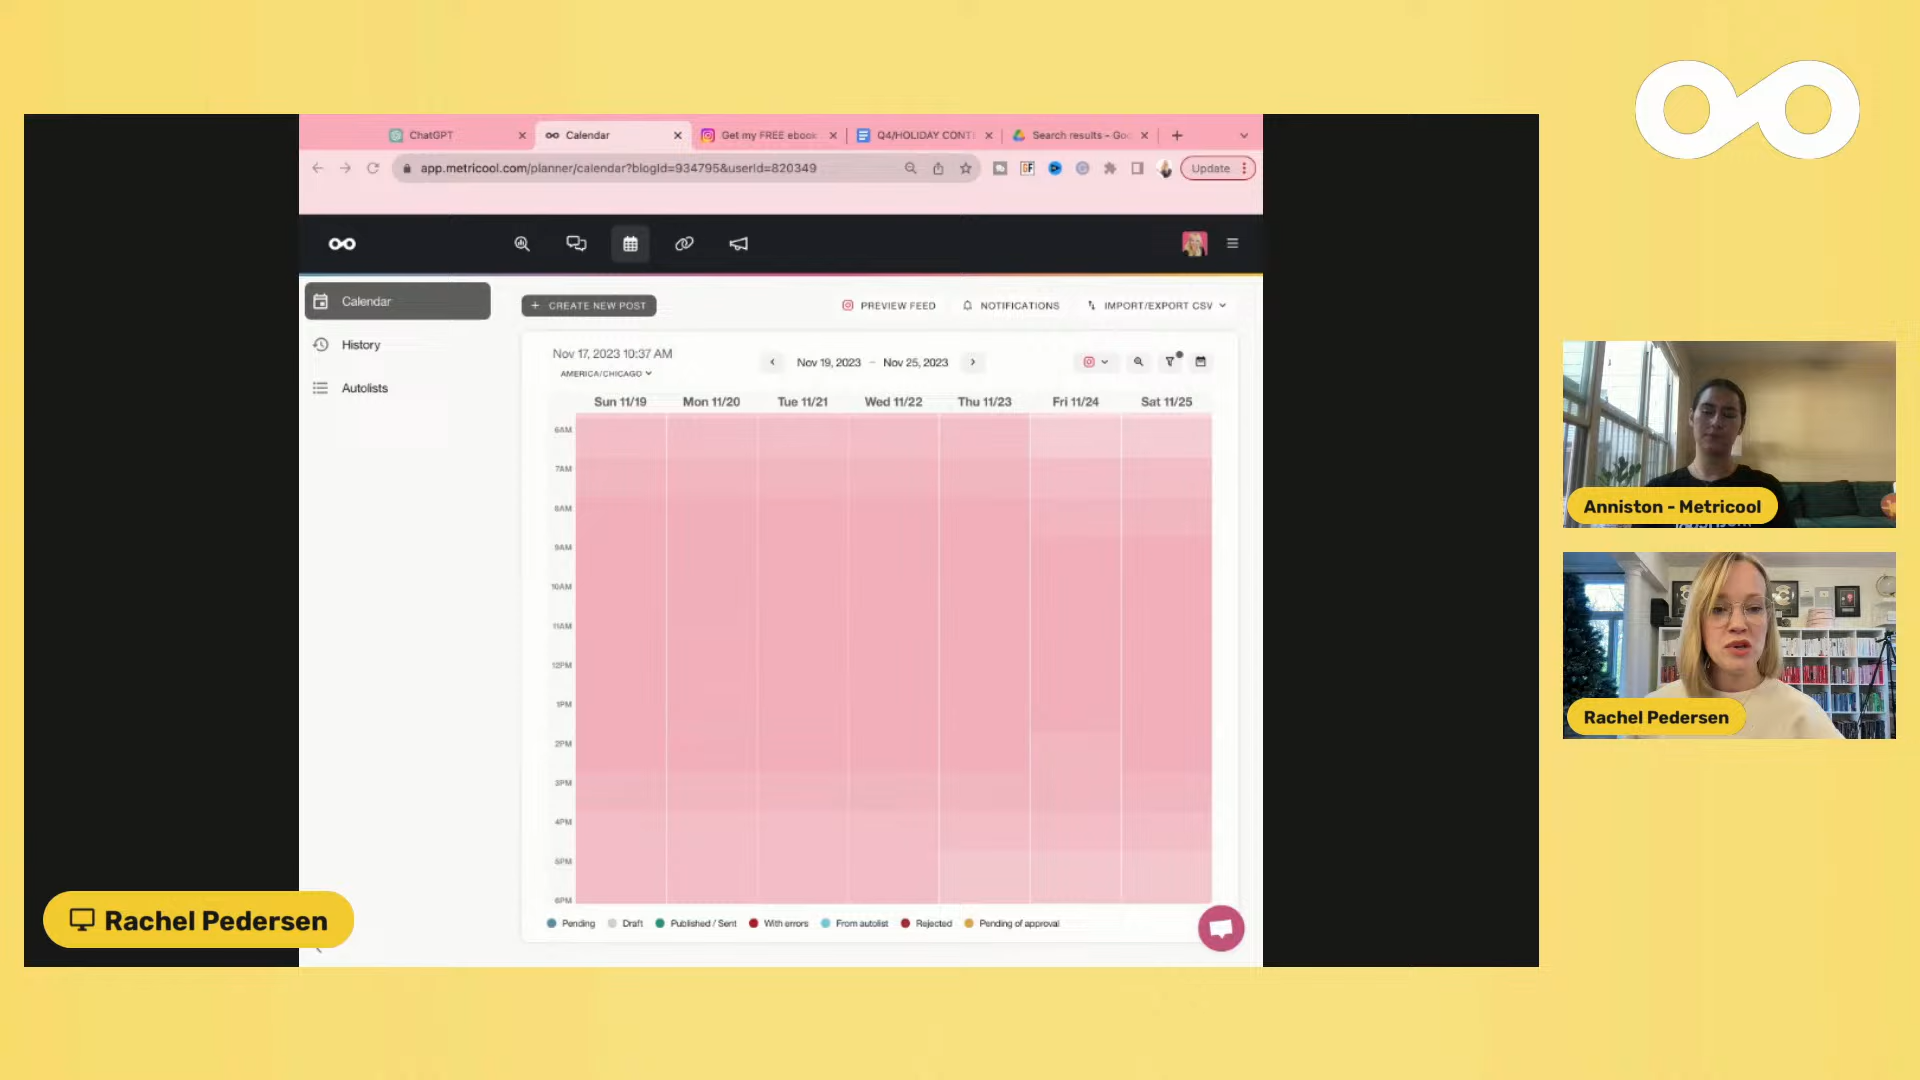 ChatGPT
Calendar
Get my FREE ebook
Q4/HOLIDAY CONT
Search results - Goo
app.metricool.com/planner/calendar?blogId=934795&userId=820349
Update
Calendar
History
Autolists
+ CREATE NEW POST
PREVIEW FEED
NOTIFICATIONS
IMPORT/EXPORT CSV
Nov 17, 2023 10:37 AM
AMERICA/CHICAGO
Nov 19, 2023 – Nov 25, 2023
Sun 11/19 Mon 11/20 Tue 11/21 Wed 11/22 Thu 11/23 Fri 11/24 Sat 11/25
6AM
7AM
8AM
9AM
10AM
11AM
12PM
1PM
2PM
3PM
4PM
5PM
6PM
Pending Draft Published / Sent With errors From autolist Rejected Pending of approval
Rachel Pedersen
Anniston - Metricool
Rachel Pedersen